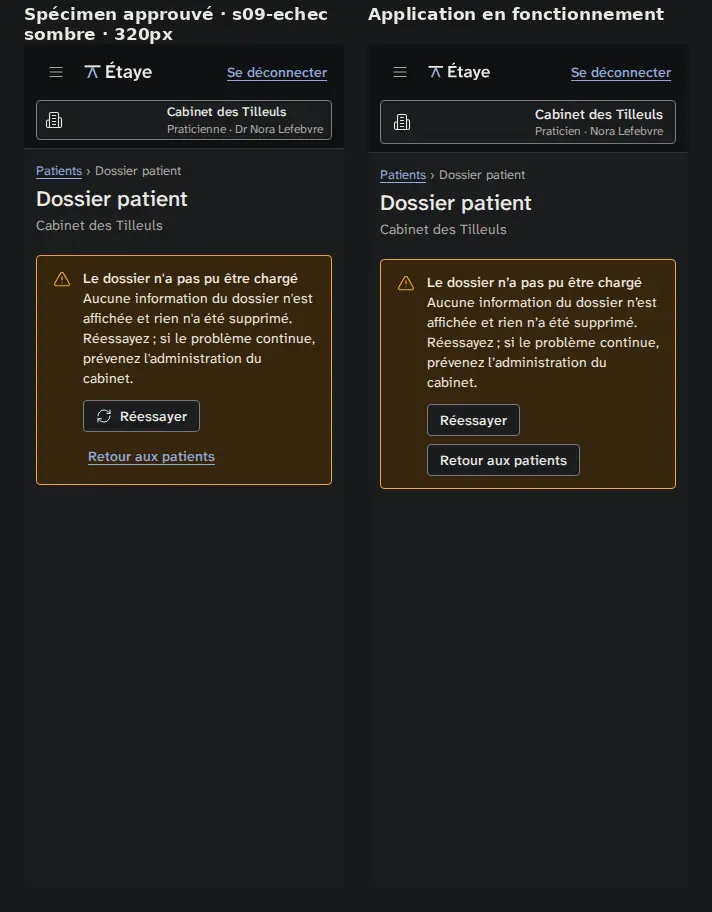 Spécimen approuvé · s09-echec
sombre · 320px
Étaye
Se déconnecter
Cabinet des Tilleuls
Praticienne · Dr Nora Lefebvre
Patients › Dossier patient
Dossier patient
Cabinet des Tilleuls
Le dossier n'a pas pu être chargé
Aucune information du dossier n'est
affichée et rien n'a été supprimé.
Réessayez ; si le problème continue,
prévenez l'administration du
cabinet.
Réessayer
Retour aux patients
Application en fonctionnement
Étaye
Se déconnecter
Cabinet des Tilleuls
Praticien · Nora Lefebvre
Patients › Dossier patient
Dossier patient
Cabinet des Tilleuls
Le dossier n’a pas pu être chargé
Aucune information du dossier n’est
affichée et rien n’a été supprimé.
Réessayez ; si le problème continue,
prévenez l’administration du
cabinet.
Réessayer
Retour aux patients